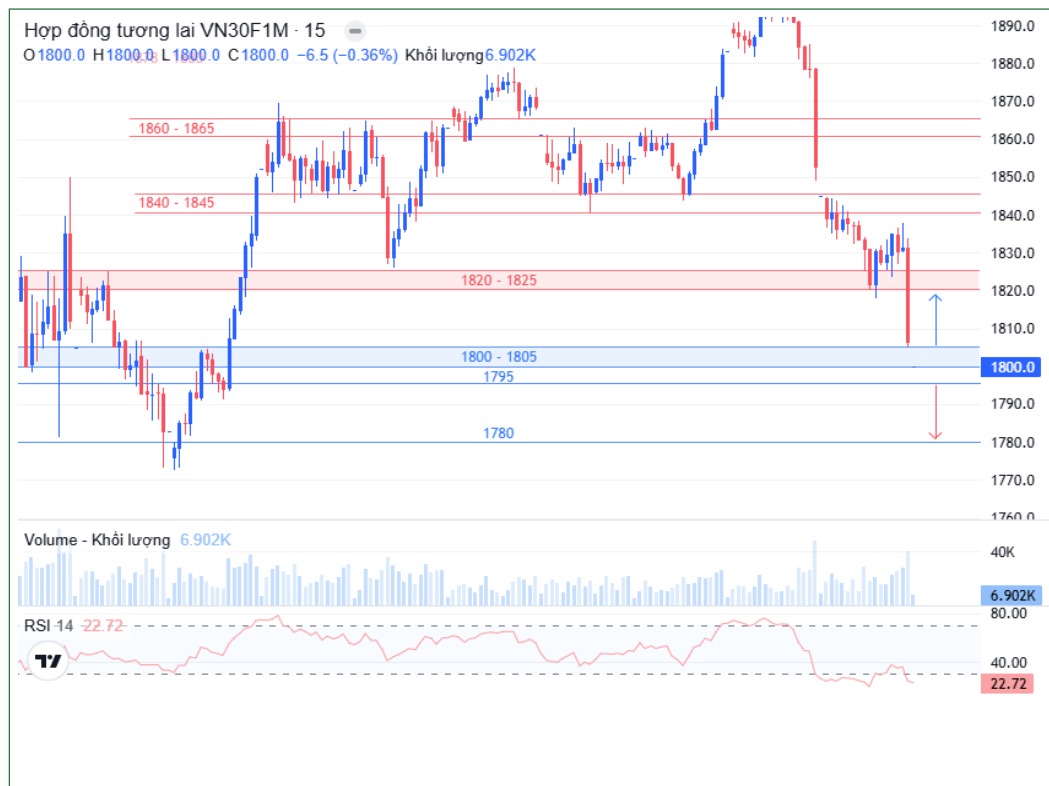 Hợp đồng tương lai VN30F1M · 15
O1800.0 H1800.0 L1800.0 C1800.0 −6.5 (−0.36%) Khối lượng6.902K
1890.0
1880.0
1870.0
1860.0
1850.0
1840.0
1830.0
1820.0
1810.0
1800.0
1790.0
1780.0
1770.0
1760.0
1860 - 1865
1840 - 1845
1820 - 1825
1800 - 1805
1795
1780
Volume - Khối lượng 6.902K
40K
6.902K
RSI 14 22.72
80.00
40.00
22.72